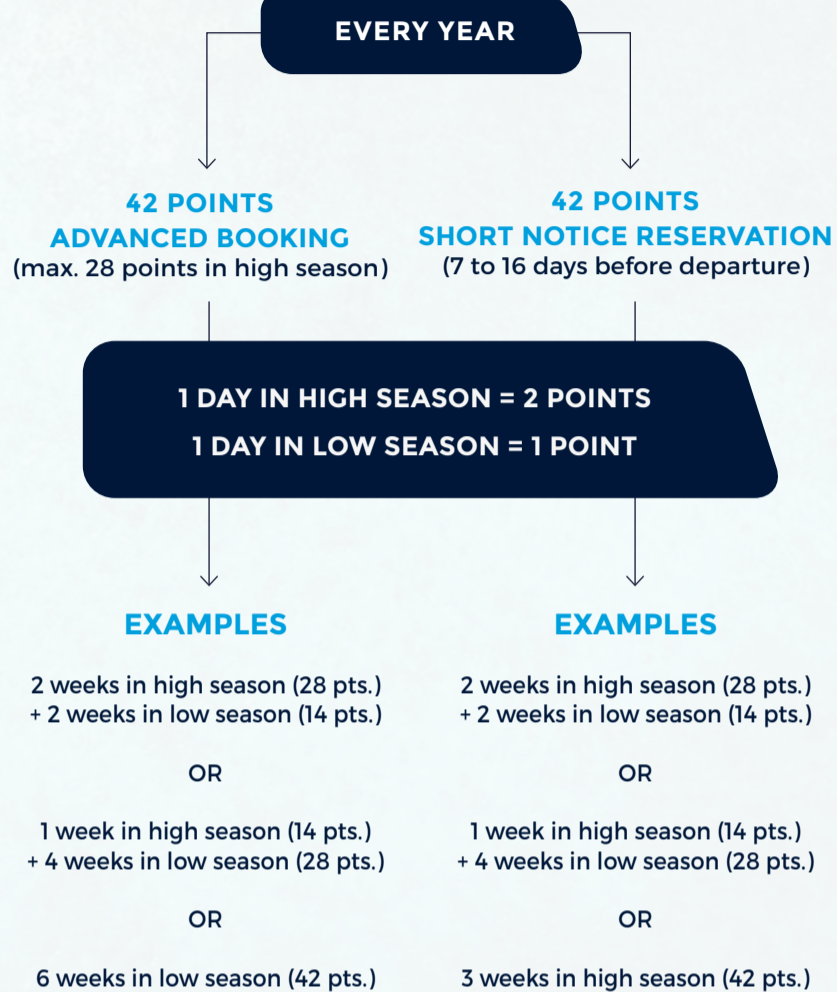 EVERY YEAR
42 POINTS
ADVANCED BOOKING
(max. 28 points in high season)
42 POINTS
SHORT NOTICE RESERVATION
(7 to 16 days before departure)
1 DAY IN HIGH SEASON = 2 POINTS
1 DAY IN LOW SEASON = 1 POINT
EXAMPLES
2 weeks in high season (28 pts.)
+ 2 weeks in low season (14 pts.)
OR
1 week in high season (14 pts.)
+ 4 weeks in low season (28 pts.)
OR
6 weeks in low season (42 pts.)
EXAMPLES
2 weeks in high season (28 pts.)
+ 2 weeks in low season (14 pts.)
OR
1 week in high season (14 pts.)
+ 4 weeks in low season (28 pts.)
OR
3 weeks in high season (42 pts.)